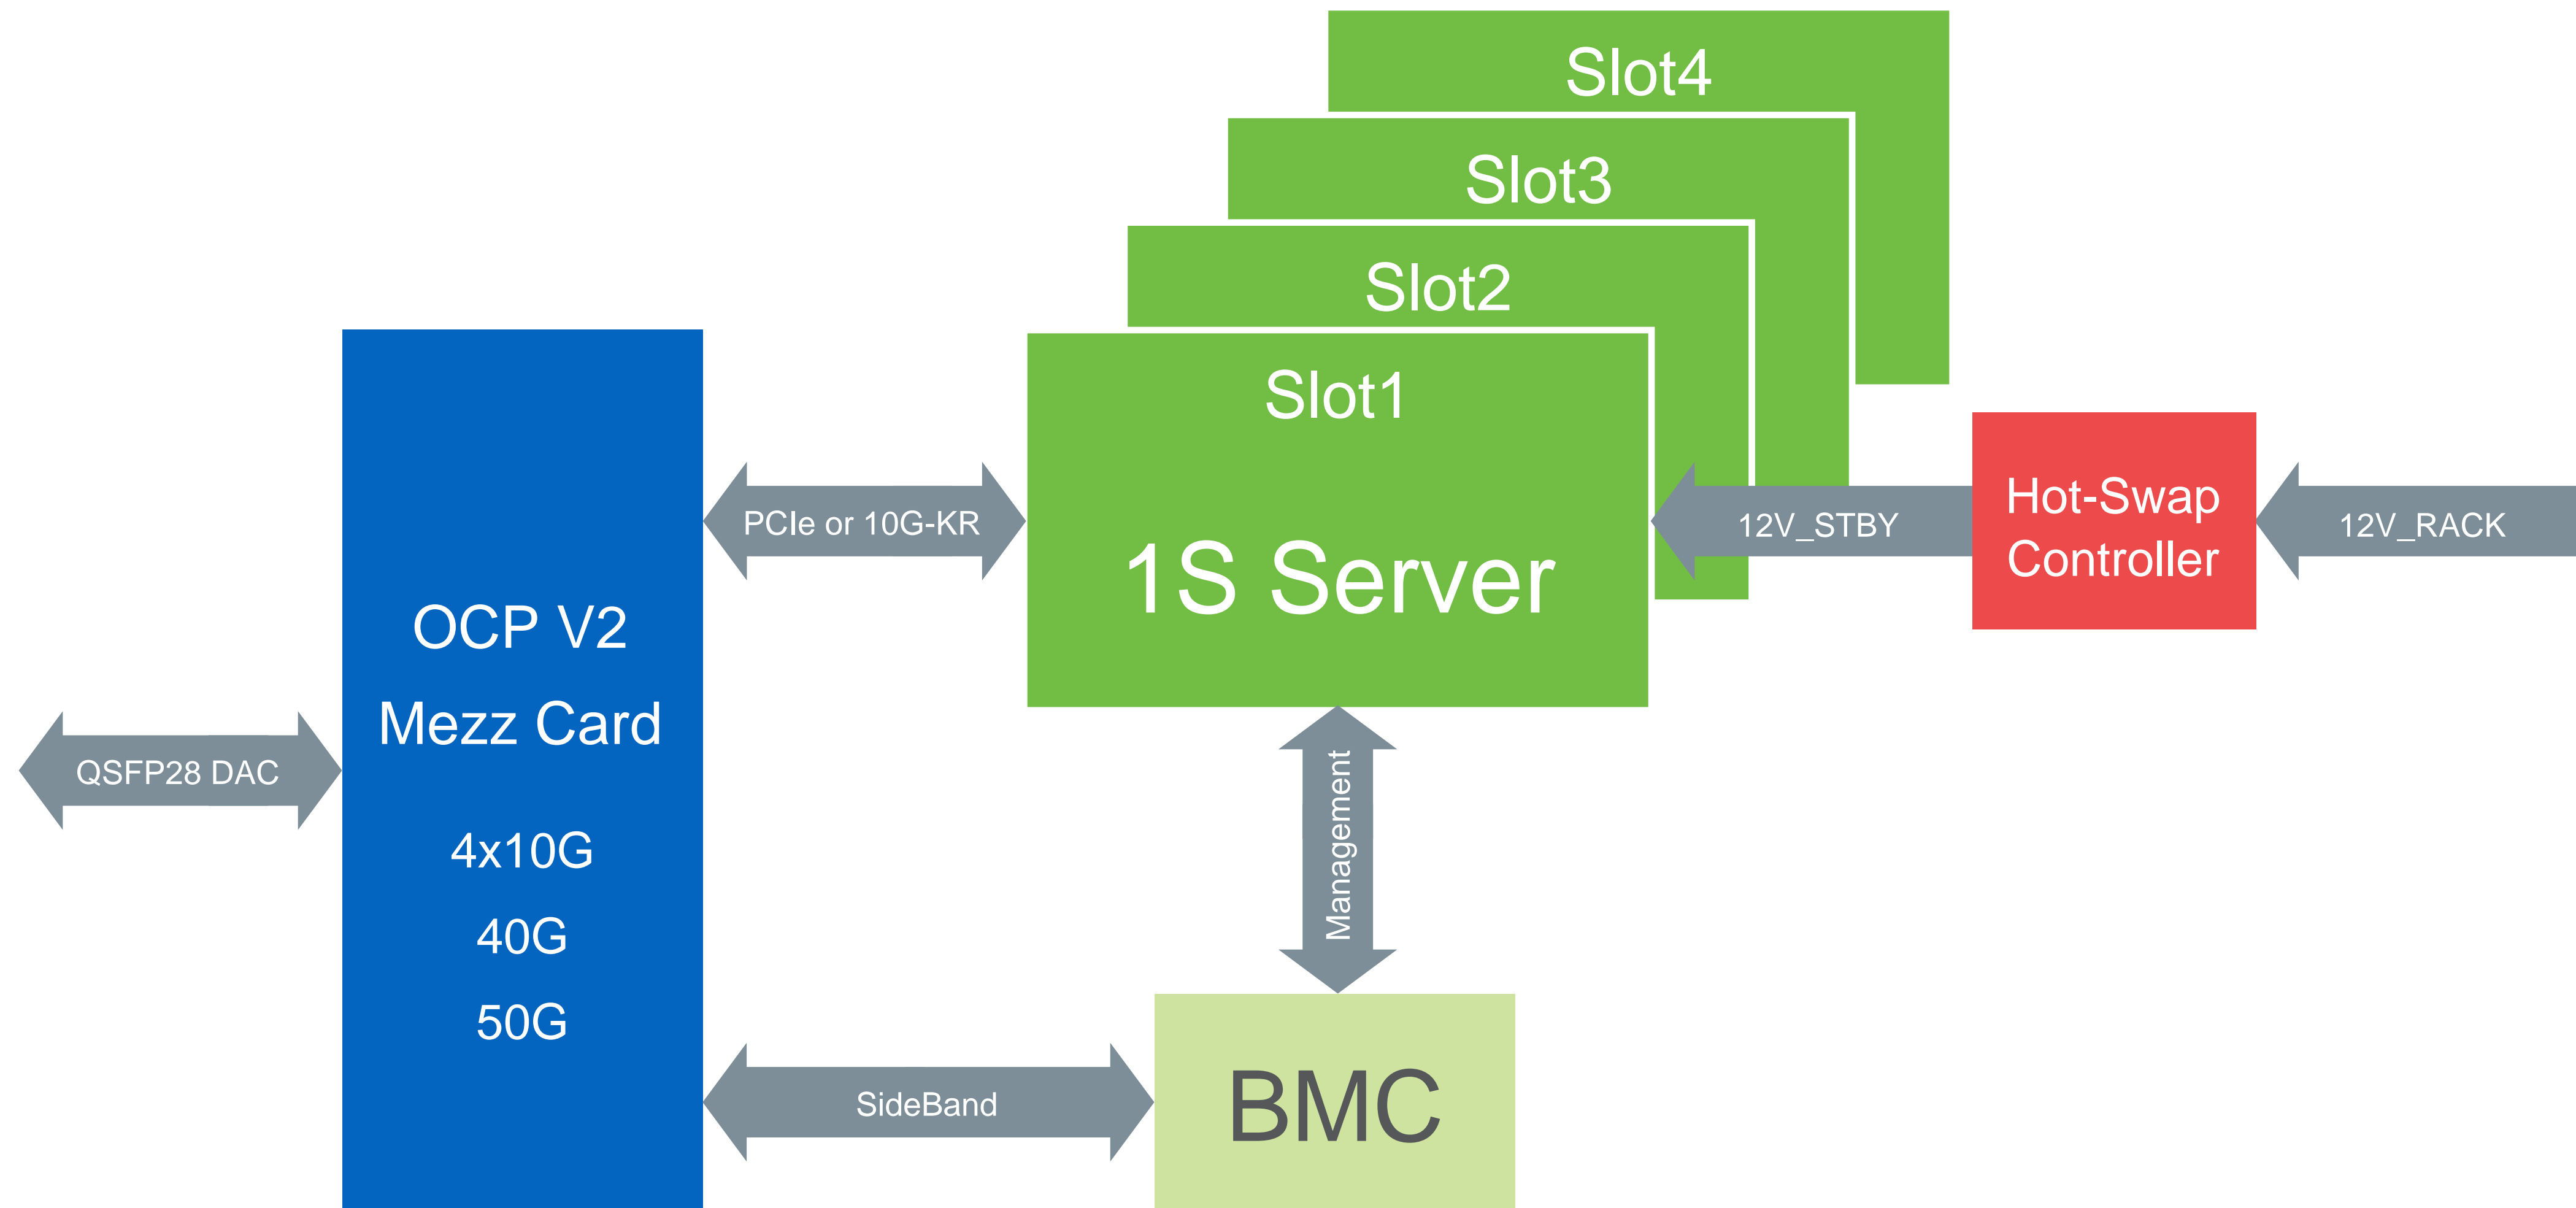 Slot4
Slot3
Slot2
Slot1
1S Server
PCIe or 10G-KR
12V_STBY
Hot-Swap
Controller
12V_RACK
OCP V2
Mezz Card
4x10G
40G
50G
QSFP28 DAC
Management
SideBand
BMC